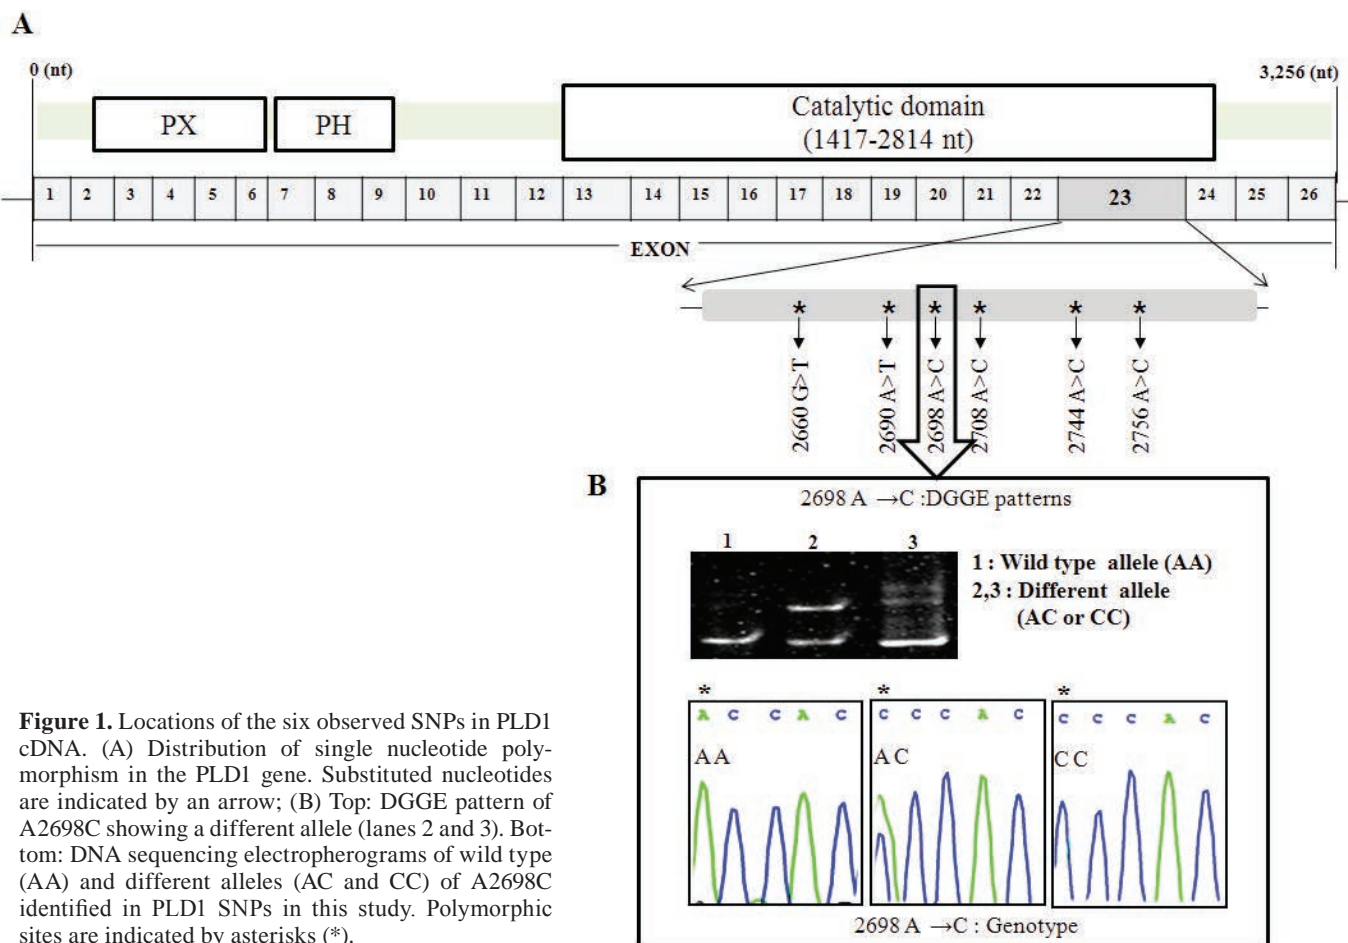 A
0 (nt)
3,256 (nt)
PX
PH
Catalytic domain
(1417-2814 nt)
1 2 3 4 5 6 7 8 9 10 11 12 13 14 15 16 17 18 19 20 21 22 23 24 25 26
EXON
* * * * * *
2660 G>T
2690 A>T
2698 A>C
2708 A>C
2744 A>C
2756 A>C
B
2698 A →C :DGGE patterns
1 2 3
1 : Wild type allele (AA)
2,3 : Different allele
(AC or CC)
* * *
A C C A C
C C C A C
C C C A C
A A
A C
C C
2698 A →C : Genotype
Figure 1. Locations of the six observed SNPs in PLD1
cDNA. (A) Distribution of single nucleotide poly-
morphism in the PLD1 gene. Substituted nucleotides
are indicated by an arrow; (B) Top: DGGE pattern of
A2698C showing a different allele (lanes 2 and 3). Bot-
tom: DNA sequencing electropherograms of wild type
(AA) and different alleles (AC and CC) of A2698C
identified in PLD1 SNPs in this study. Polymorphic
sites are indicated by asterisks (*).